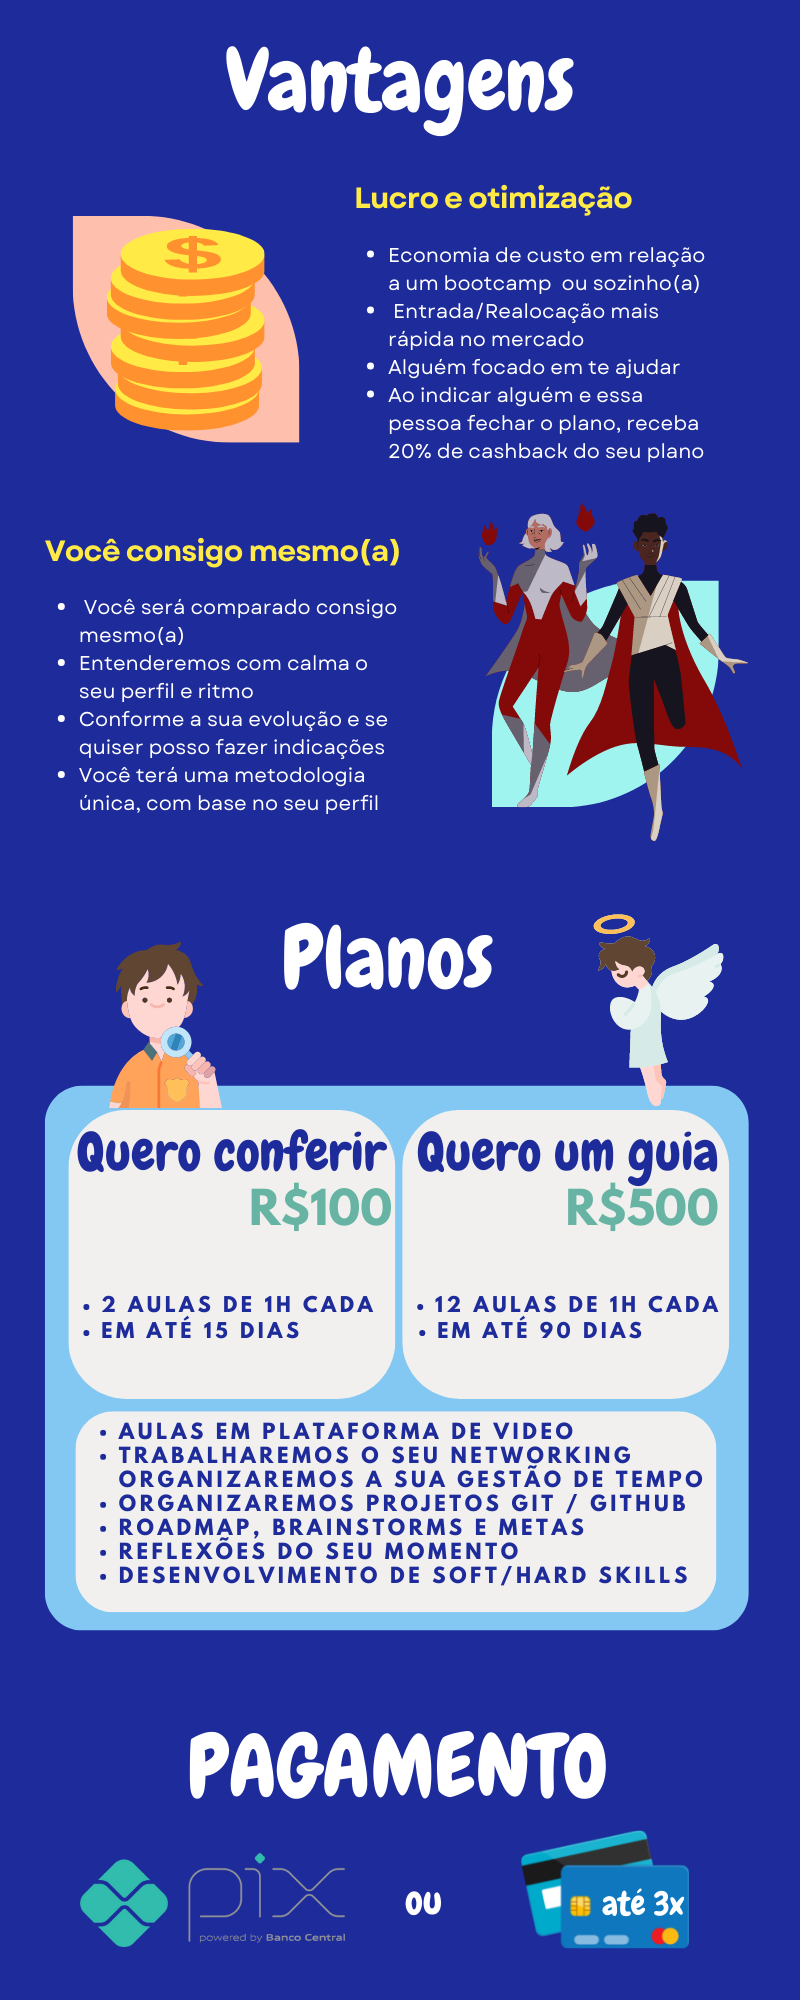 Vantagens
Lucro e otimização
• Economia de custo em relação
a um bootcamp ou sozinho(a)
• Entrada/Realocação mais
rápida no mercado
• Alguém focado em te ajudar
• Ao indicar alguém e essa
pessoa fechar o plano, receba
20% de cashback do seu plano
Você consigo mesmo(a)
• Você será comparado consigo
mesmo(a)
• Entenderemos com calma o
seu perfil e ritmo
• Conforme a sua evolução e se
quiser posso fazer indicações
• Você terá uma metodologia
única, com base no seu perfil
Planos
Quero conferir
R$100
• 2 AULAS DE 1H CADA
• EM ATÉ 15 DIAS
Quero um guia
R$500
• 12 AULAS DE 1H CADA
• EM ATÉ 90 DIAS
• AULAS EM PLATAFORMA DE VIDEO
• TRABALHAREMOS O SEU NETWORKING
ORGANIZAREMOS A SUA GESTÃO DE TEMPO
• ORGANIZAREMOS PROJETOS GIT / GITHUB
• ROADMAP, BRAINSTORMS E METAS
• REFLEXÕES DO SEU MOMENTO
• DESENVOLVIMENTO DE SOFT/HARD SKILLS
PAGAMENTO
pix
powered by Banco Central
ou
até 3x